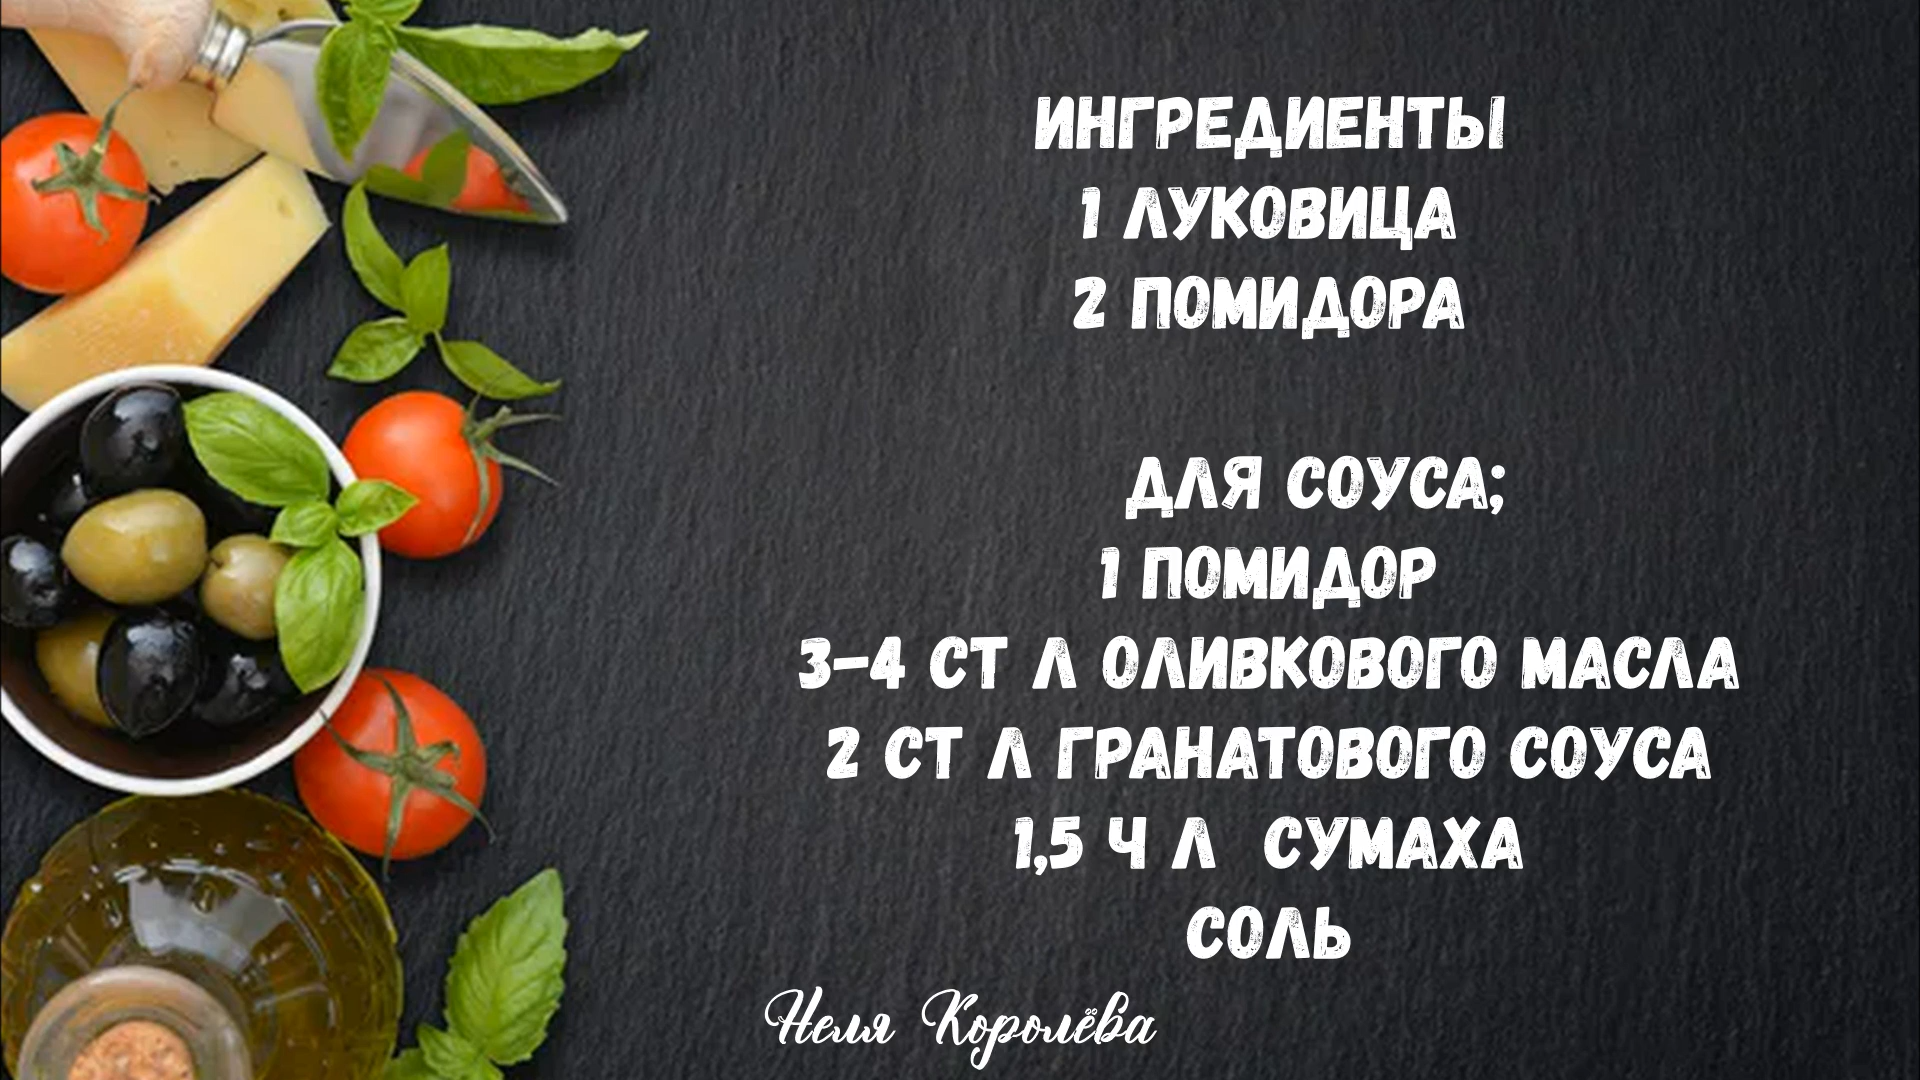 ИНГРЕДИЕНТЫ
1 ЛУКОВИЦА
2 ПОМИДОРА
ДЛЯ СОУСА;
1 ПОМИДОР
3-4 СТ Л ОЛИВКОВОГО МАСЛА
2 СТ Л ГРАНАТОВОГО СОУСА
1,5 Ч Л СУМАХА
СОЛЬ
Неля Королёва